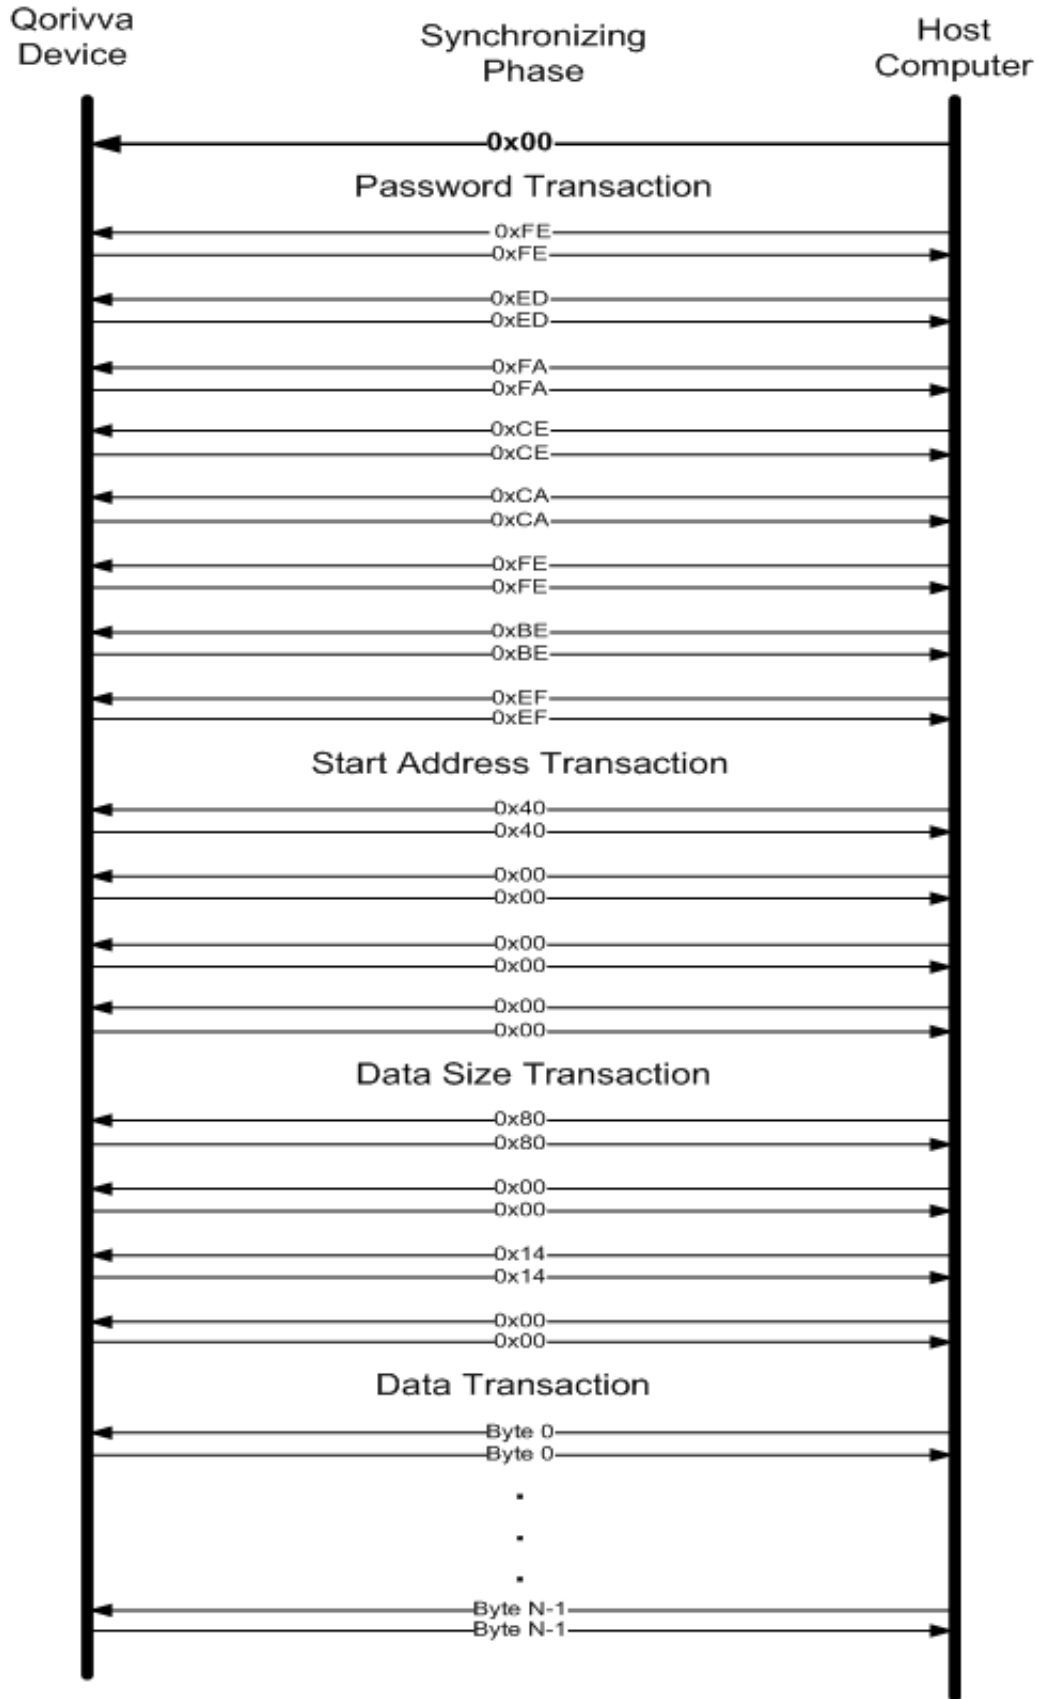 Qorivva
Device
Synchronizing
Phase
Host
Computer
0x00
Password Transaction
0xFE
0xFE
0xED
0xED
0xFA
0xFA
0xCE
0xCE
0xCA
0xCA
0xFE
0xFE
0xBE
0xBE
0xEF
0xEF
Start Address Transaction
0x40
0x40
0x00
0x00
0x00
0x00
0x00
0x00
Data Size Transaction
0x80
0x80
0x00
0x00
0x14
0x14
0x00
0x00
Data Transaction
Byte 0
Byte 0
.
.
.
Byte N-1
Byte N-1